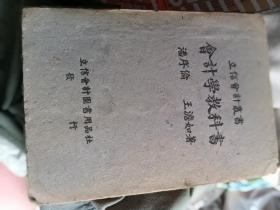 立信會計叢書
會計學教科書
潘序倫 王澹如著
立信會計圖書用品社
發行